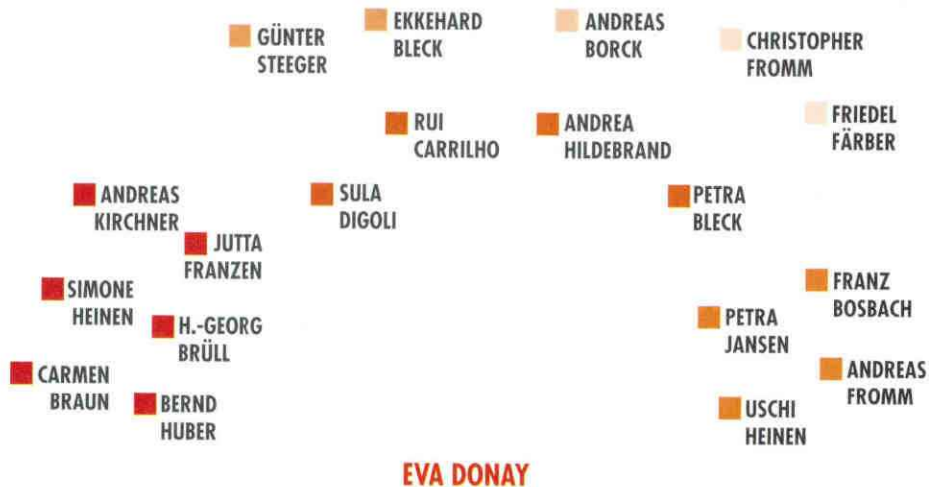 GÜNTER
STEEGER
EKKEHARD
BLECK
ANDREAS
BORCK
CHRISTOPHER
FROMM
FRIEDEL
FÄRBER
RUI
CARRILHO
ANDREA
HILDEBRAND
ANDREAS
KIRCHNER
SULA
DIGOLI
PETRA
BLECK
JUTTA
FRANZEN
SIMONE
HEINEN
H.-GEORG
BRÜLL
FRANZ
BOSBACH
PETRA
JANSEN
CARMEN
BRAUN
BERND
HUBER
ANDREAS
FROMM
USCHI
HEINEN
EVA DONAY